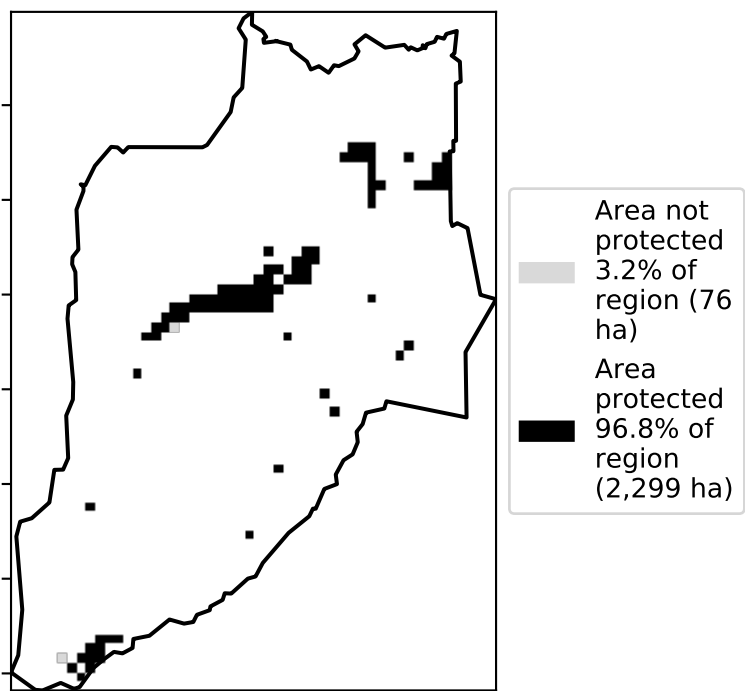 Area not
protected
3.2% of
region (76
ha)
Area
protected
96.8% of
region
(2,299 ha)